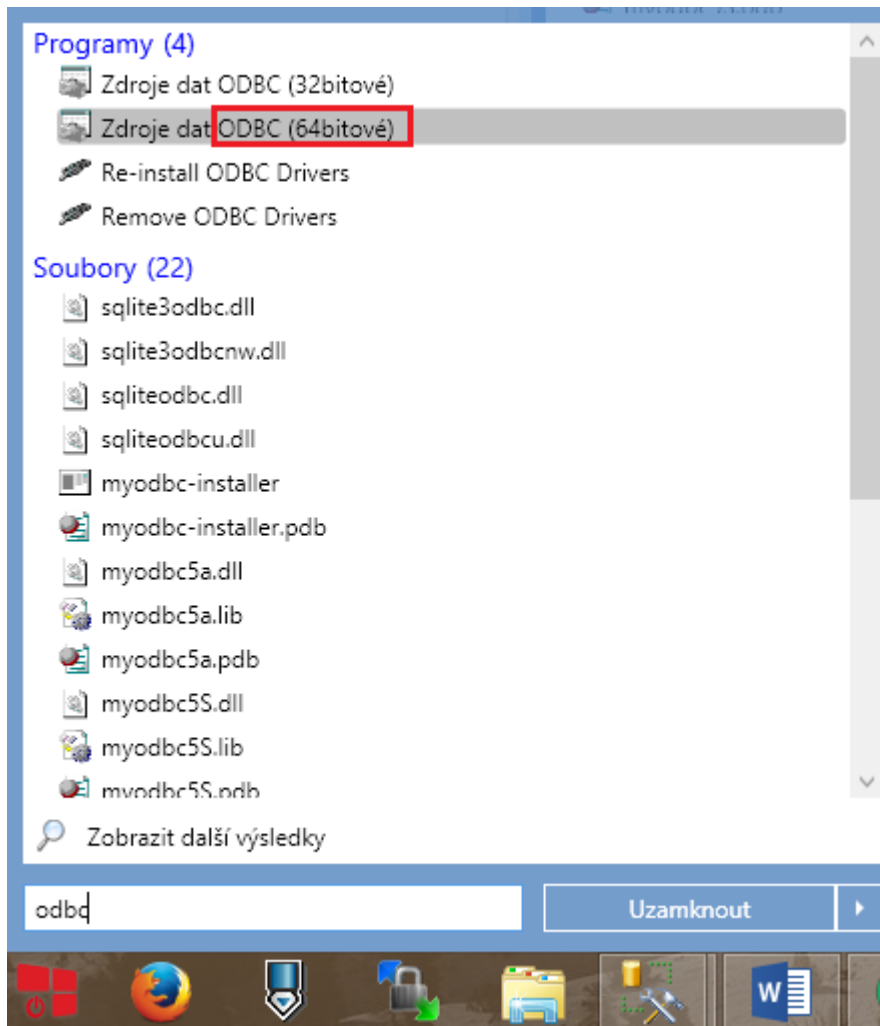 Programy (4)
Zdroje dat ODBC (32bitové)
Zdroje dat ODBC (64bitové)
Re-install ODBC Drivers
Remove ODBC Drivers
Soubory (22)
sqlite3odbc.dll
sqlite3odbcnw.dll
sqliteodbc.dll
sqliteodbcu.dll
myodbc-installer
myodbc-installer.pdb
myodbc5a.dll
myodbc5a.lib
myodbc5a.pdb
myodbc5S.dll
myodbc5S.lib
myodbc5S.pdb
Zobrazit další výsledky
odbc
Uzamknout
W